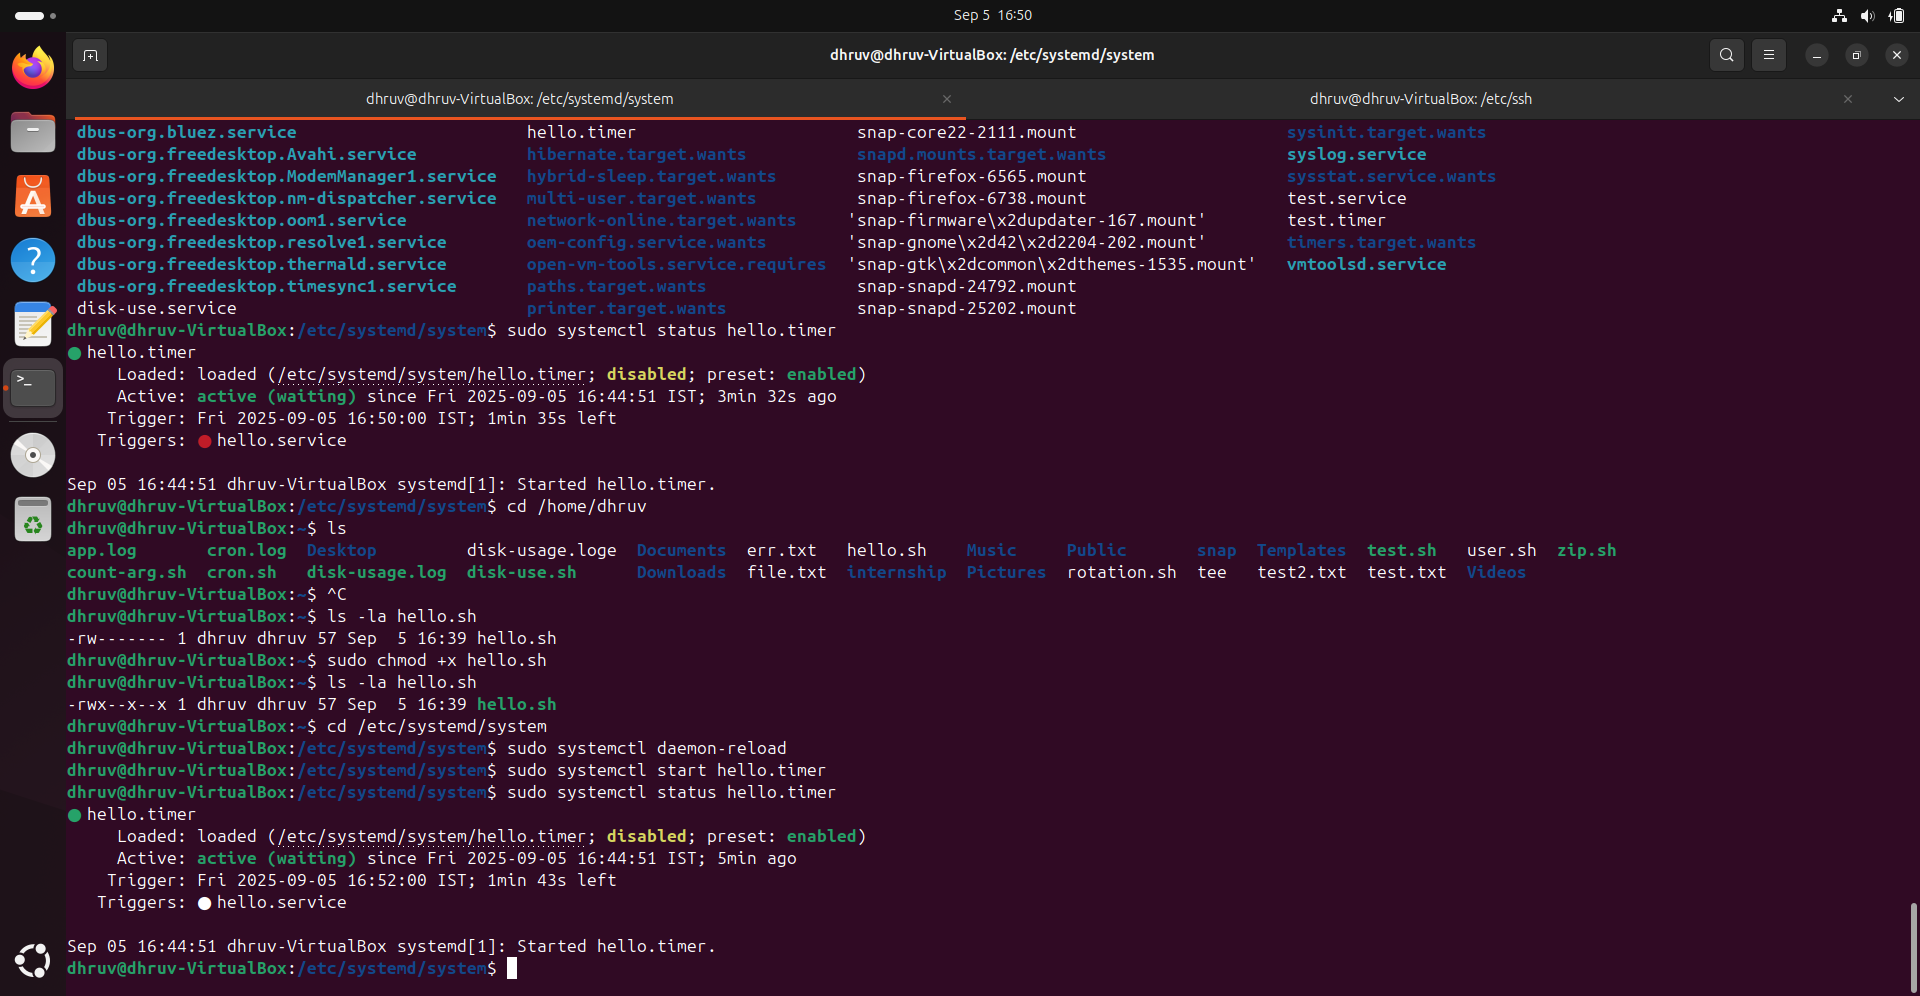 Sep 5 16:50
dhruv@dhruv-VirtualBox: /etc/systemd/system
dhruv@dhruv-VirtualBox: /etc/systemd/system
dhruv@dhruv-VirtualBox: /etc/ssh
dbus-org.bluez.service hello.timer snap-core22-2111.mount sysinit.target.wants
dbus-org.freedesktop.Avahi.service hibernate.target.wants snapd.mounts.target.wants syslog.service
dbus-org.freedesktop.ModemManager1.service hybrid-sleep.target.wants snap-firefox-6565.mount sysstat.service.wants
dbus-org.freedesktop.nm-dispatcher.service multi-user.target.wants snap-firefox-6738.mount test.service
dbus-org.freedesktop.oom1.service network-online.target.wants 'snap-firmware\x2dupdater-167.mount' test.timer
dbus-org.freedesktop.resolve1.service oem-config.service.wants 'snap-gnome\x2d42\x2d2204-202.mount' timers.target.wants
dbus-org.freedesktop.thermald.service open-vm-tools.service.requires 'snap-gtk\x2dcommon\x2dthemes-1535.mount' vmtoolsd.service
dbus-org.freedesktop.timesync1.service paths.target.wants snap-snapd-24792.mount
disk-use.service printer.target.wants snap-snapd-25202.mount
dhruv@dhruv-VirtualBox:/etc/systemd/system$ sudo systemctl status hello.timer
● hello.timer
Loaded: loaded (/etc/systemd/system/hello.timer; disabled; preset: enabled)
Active: active (waiting) since Fri 2025-09-05 16:44:51 IST; 3min 32s ago
Trigger: Fri 2025-09-05 16:50:00 IST; 1min 35s left
Triggers: ● hello.service
Sep 05 16:44:51 dhruv-VirtualBox systemd[1]: Started hello.timer.
dhruv@dhruv-VirtualBox:/etc/systemd/system$ cd /home/dhruv
dhruv@dhruv-VirtualBox:~$ ls
app.log cron.log Desktop disk-usage.loge Documents err.txt hello.sh Music Public snap Templates test.sh user.sh zip.sh
count-arg.sh cron.sh disk-usage.log disk-use.sh Downloads file.txt internship Pictures rotation.sh tee test2.txt test.txt Videos
dhruv@dhruv-VirtualBox:~$ ^C
dhruv@dhruv-VirtualBox:~$ ls -la hello.sh
-rw------- 1 dhruv dhruv 57 Sep  5 16:39 hello.sh
dhruv@dhruv-VirtualBox:~$ sudo chmod +x hello.sh
dhruv@dhruv-VirtualBox:~$ ls -la hello.sh
-rwx--x--x 1 dhruv dhruv 57 Sep  5 16:39 hello.sh
dhruv@dhruv-VirtualBox:~$ cd /etc/systemd/system
dhruv@dhruv-VirtualBox:/etc/systemd/system$ sudo systemctl daemon-reload
dhruv@dhruv-VirtualBox:/etc/systemd/system$ sudo systemctl start hello.timer
dhruv@dhruv-VirtualBox:/etc/systemd/system$ sudo systemctl status hello.timer
● hello.timer
Loaded: loaded (/etc/systemd/system/hello.timer; disabled; preset: enabled)
Active: active (waiting) since Fri 2025-09-05 16:44:51 IST; 5min ago
Trigger: Fri 2025-09-05 16:52:00 IST; 1min 43s left
Triggers: ● hello.service
Sep 05 16:44:51 dhruv-VirtualBox systemd[1]: Started hello.timer.
dhruv@dhruv-VirtualBox:/etc/systemd/system$